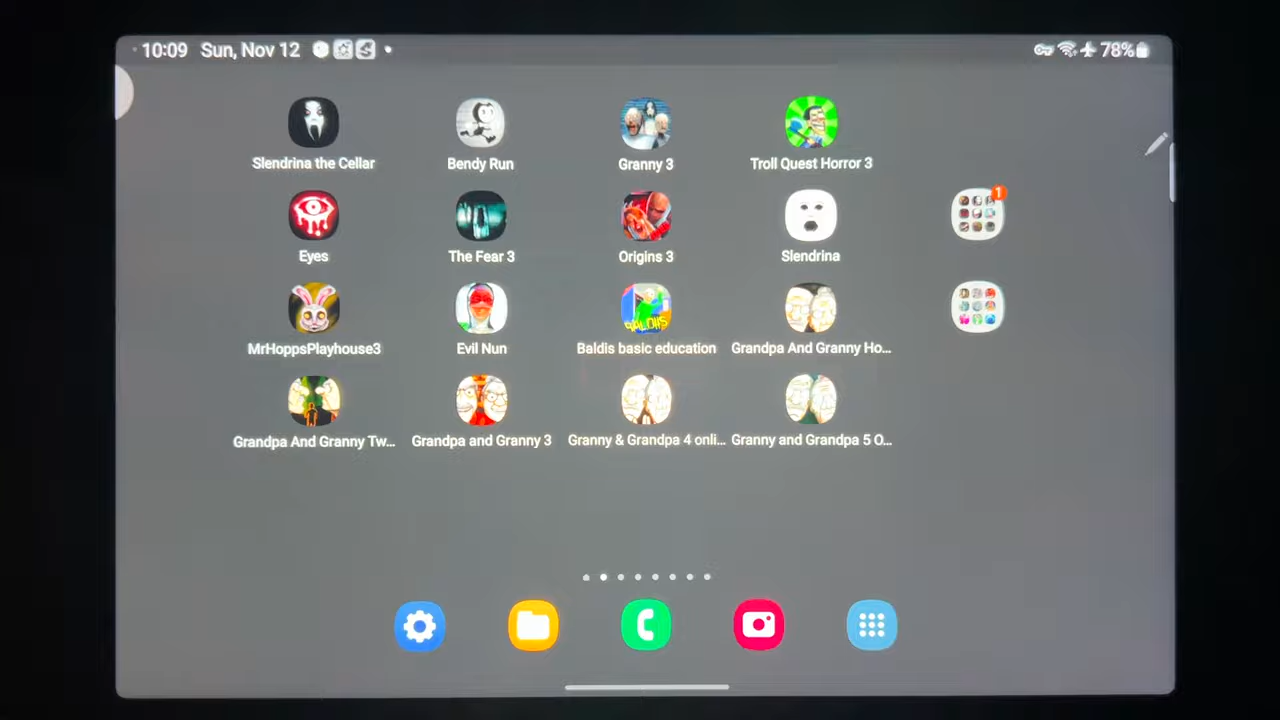 10:09 Sun, Nov 12 78%
Slendrina the Cellar Bendy Run Granny 3 Troll Quest Horror 3
1
Eyes The Fear 3 Origins 3 Slendrina
BALDIS
MrHoppsPlayhouse3 Evil Nun Baldis basic education Grandpa And Granny Ho...
Grandpa And Granny Tw... Grandpa and Granny 3 Granny & Grandpa 4 onli... Granny and Grandpa 5 O...